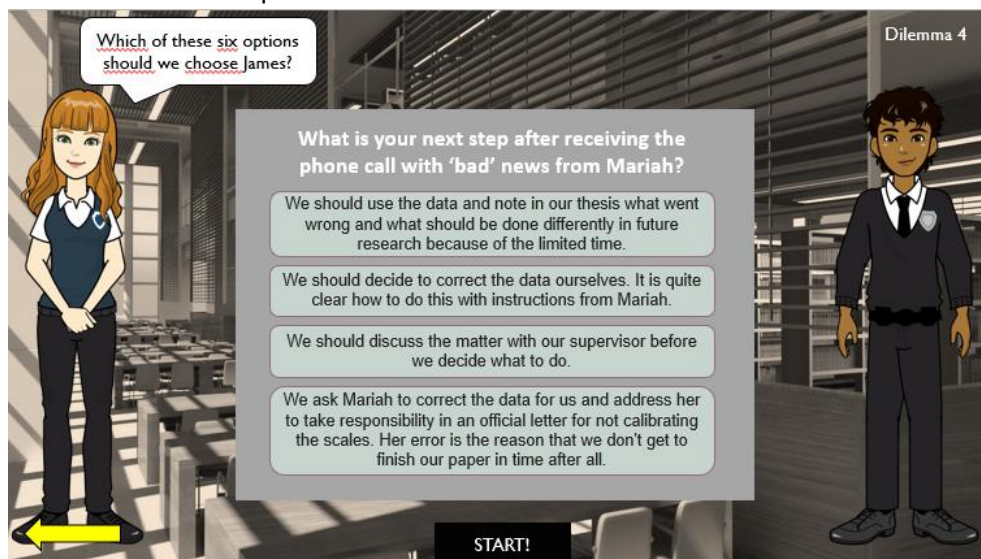 Which of these six options
should we choose James?
Dilemma 4
What is your next step after receiving the
phone call with ‘bad’ news from Mariah?
We should use the data and note in our thesis what went
wrong and what should be done differently in future
research because of the limited time.
We should decide to correct the data ourselves. It is quite
clear how to do this with instructions from Mariah.
We should discuss the matter with our supervisor before
we decide what to do.
We ask Mariah to correct the data for us and address her
to take responsibility in an official letter for not calibrating
the scales. Her error is the reason that we don't get to
finish our paper in time after all.
START!